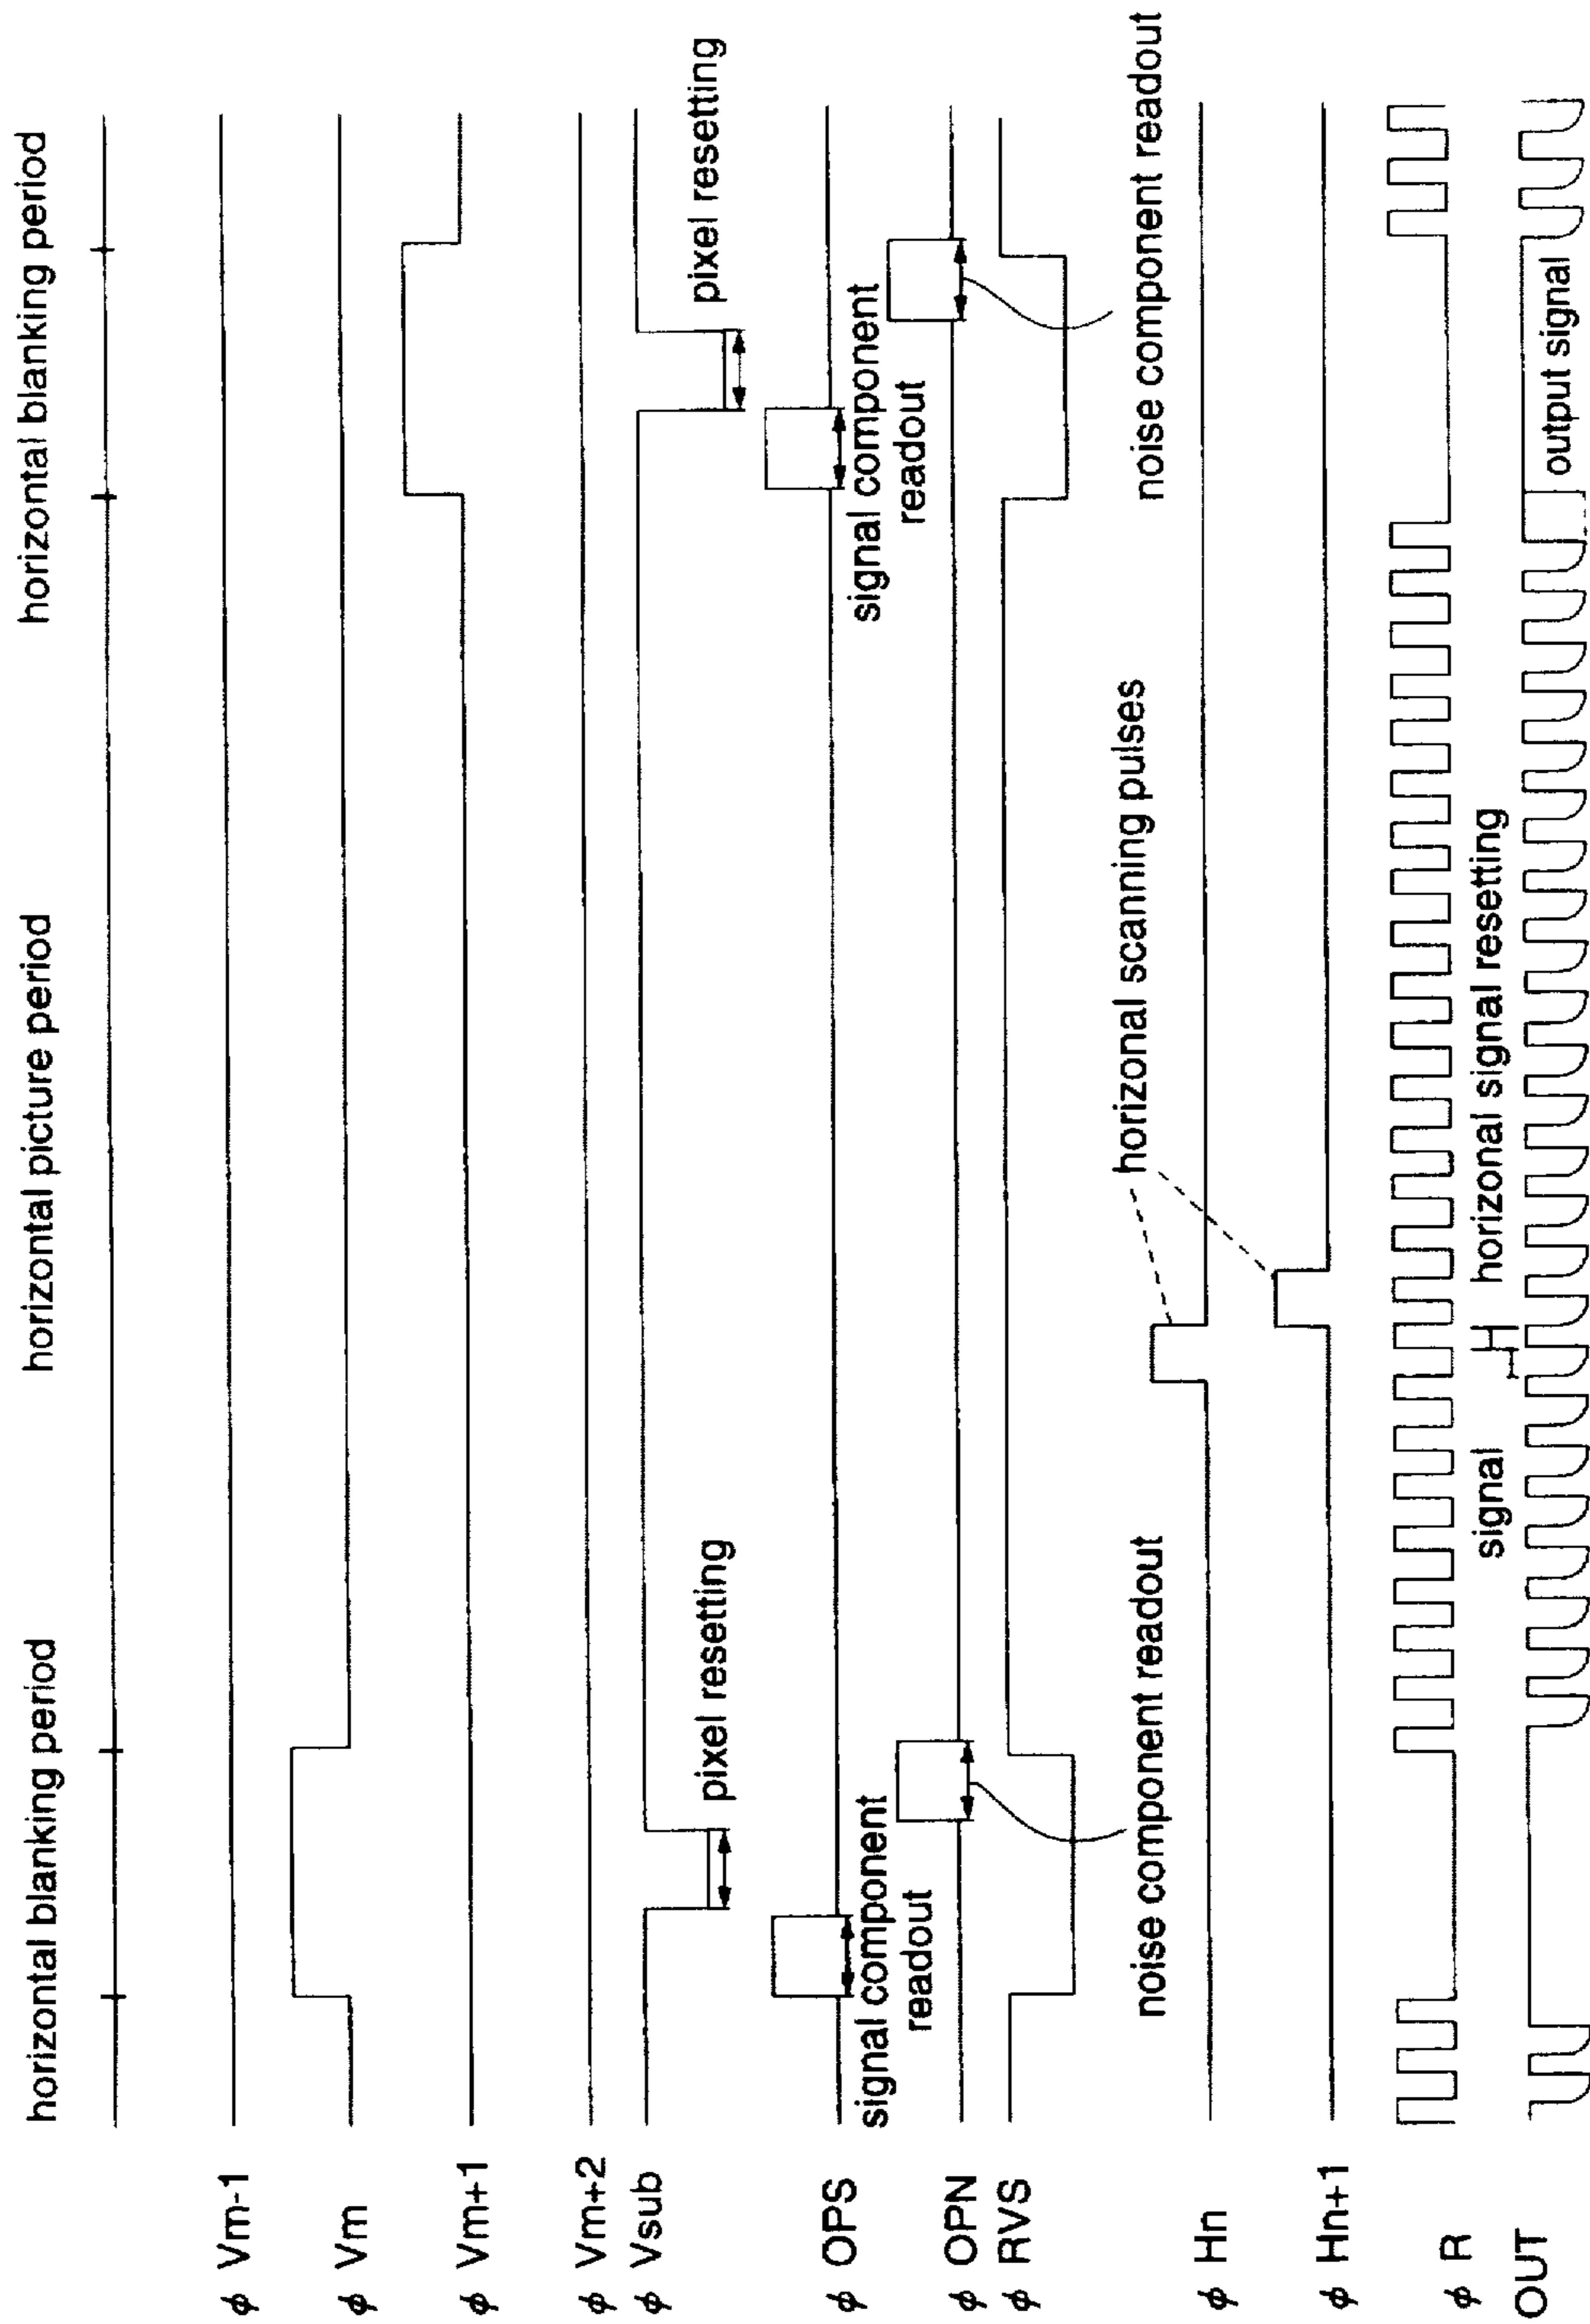 horizontal blanking period
horizontal picture period
horizontal blanking period
φ Vm-1
φ Vm
φ Vm+1
φ Vm+2
φ Vsub
pixel resetting
pixel resetting
φ OPS
signal component
readout
signal component
readout
φ OPN
φ RVS
noise component readout
noise component readout
horizonal scanning pulses
φ Hn
φ Hn+1
φ R
signal
horizonal signal resetting
OUT
output signal